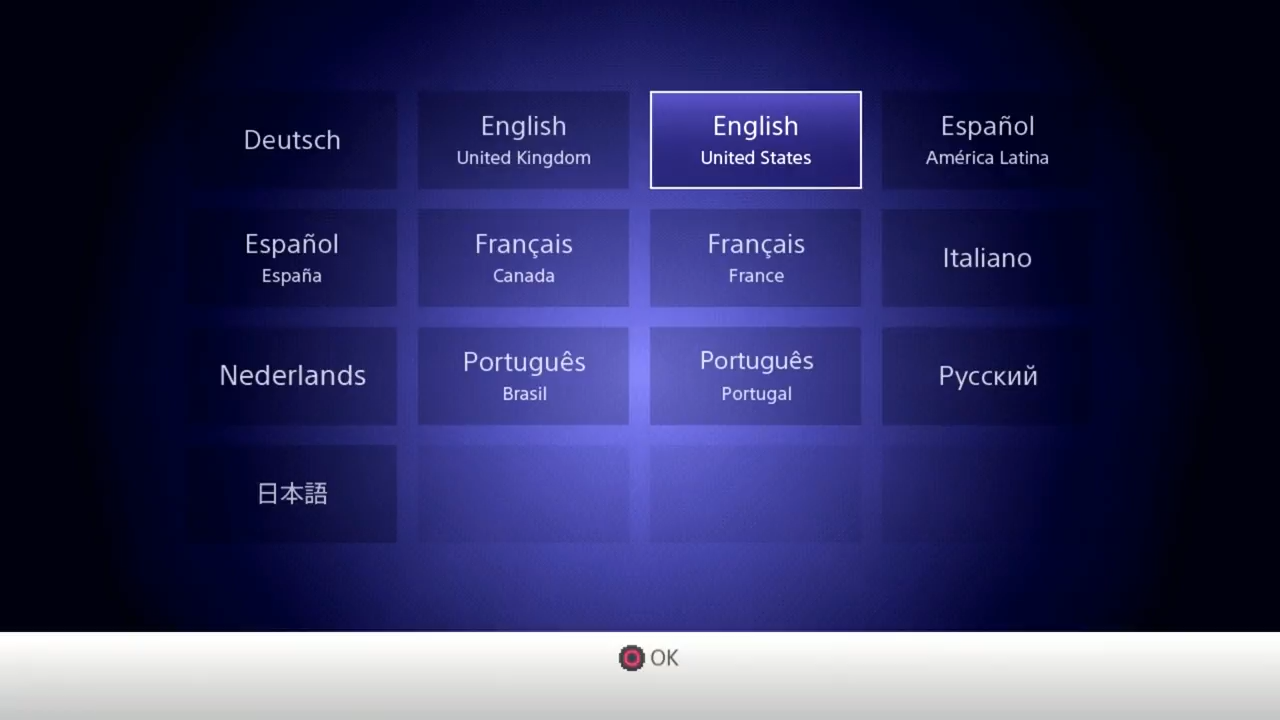 Deutsch
English
United Kingdom
English
United States
Español
América Latina
Español
España
Français
Canada
Français
France
Italiano
Nederlands
Português
Brasil
Português
Portugal
Русский
日本語
OK